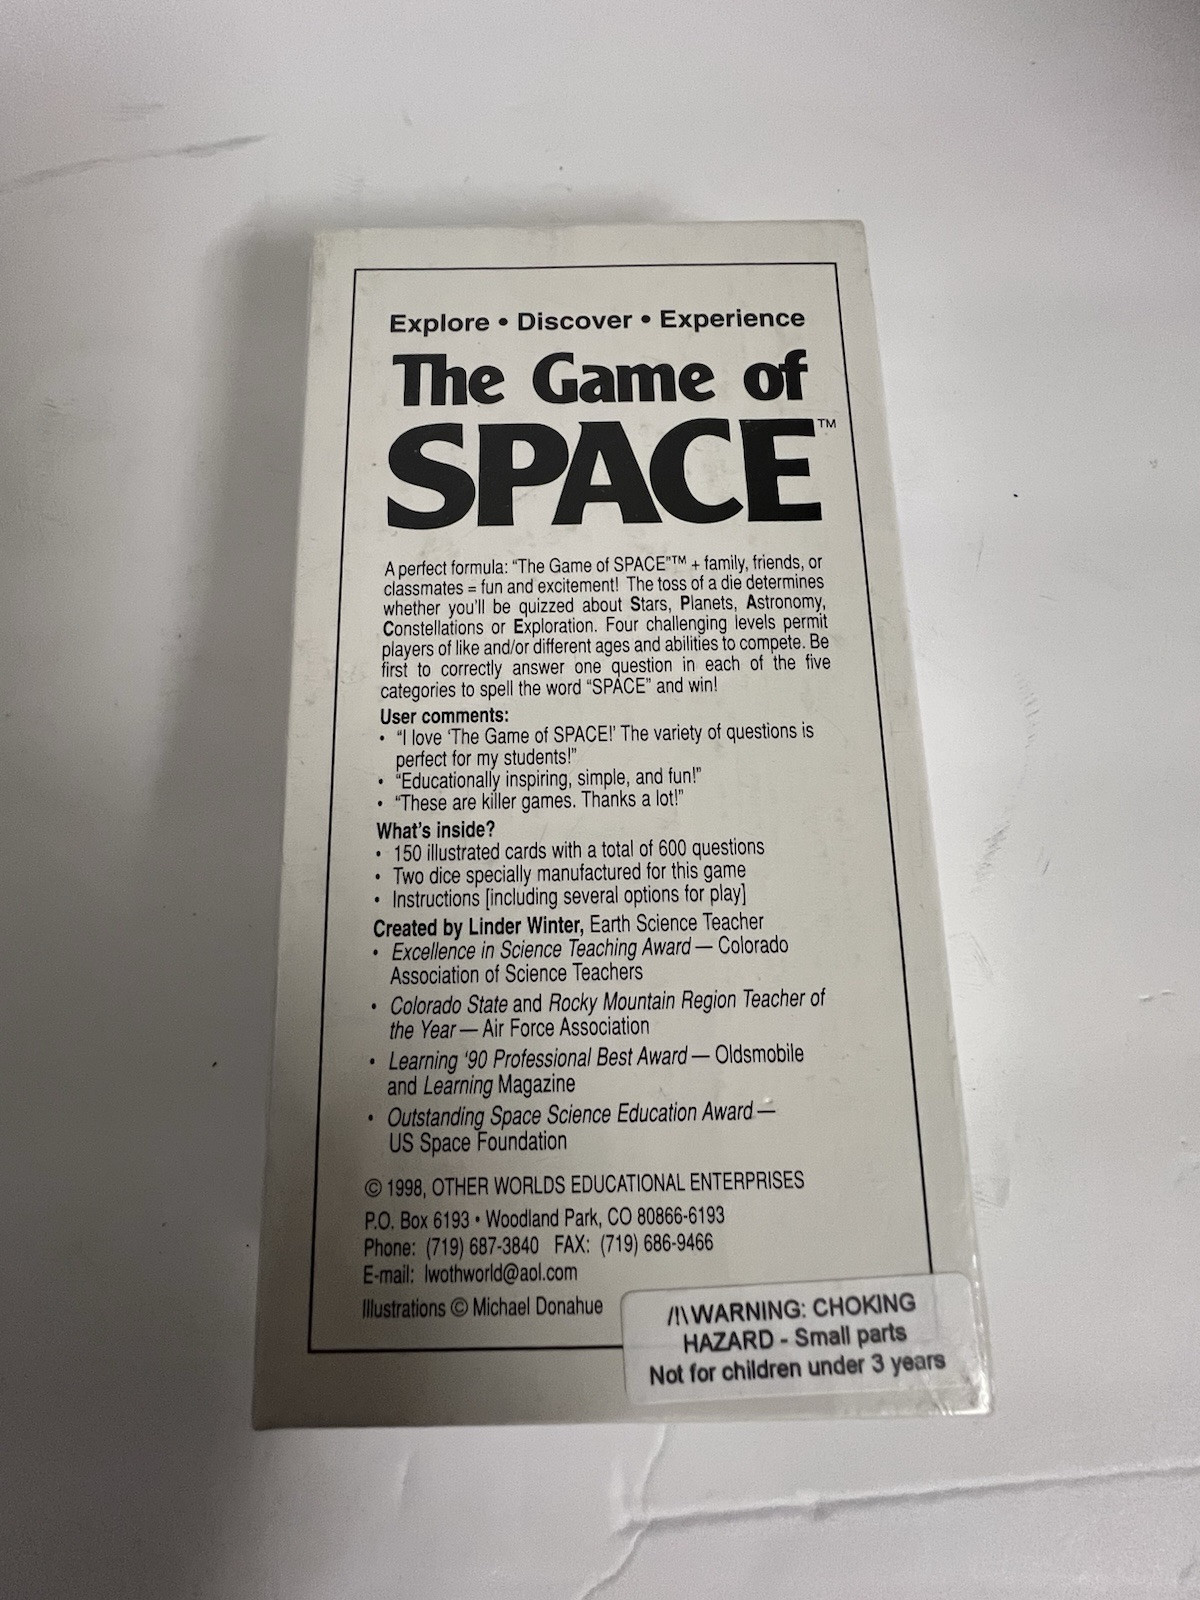 Explore • Discover • Experience
The Game of
SPACE™
A perfect formula: “The Game of SPACE”™ + family, friends, or
classmates = fun and excitement! The toss of a die determines
whether you'll be quizzed about Stars, Planets, Astronomy,
Constellations or Exploration. Four challenging levels permit
players of like and/or different ages and abilities to compete. Be
first to correctly answer one question in each of the five
categories to spell the word “SPACE” and win!
User comments:
• “I love ‘The Game of SPACE!’ The variety of questions is
perfect for my students!”
• “Educationally inspiring, simple, and fun!”
• “These are killer games. Thanks a lot!”
What's inside?
• 150 illustrated cards with a total of 600 questions
• Two dice specially manufactured for this game
• Instructions [including several options for play]
Created by Linder Winter, Earth Science Teacher
• Excellence in Science Teaching Award — Colorado
Association of Science Teachers
• Colorado State and Rocky Mountain Region Teacher of
the Year — Air Force Association
• Learning '90 Professional Best Award — Oldsmobile
and Learning Magazine
• Outstanding Space Science Education Award —
US Space Foundation
© 1998, OTHER WORLDS EDUCATIONAL ENTERPRISES
P.O. Box 6193 • Woodland Park, CO 80866-6193
Phone: (719) 687-3840 FAX: (719) 686-9466
E-mail: lwothworld@aol.com
Illustrations © Michael Donahue
/!\ WARNING: CHOKING
HAZARD - Small parts
Not for children under 3 years